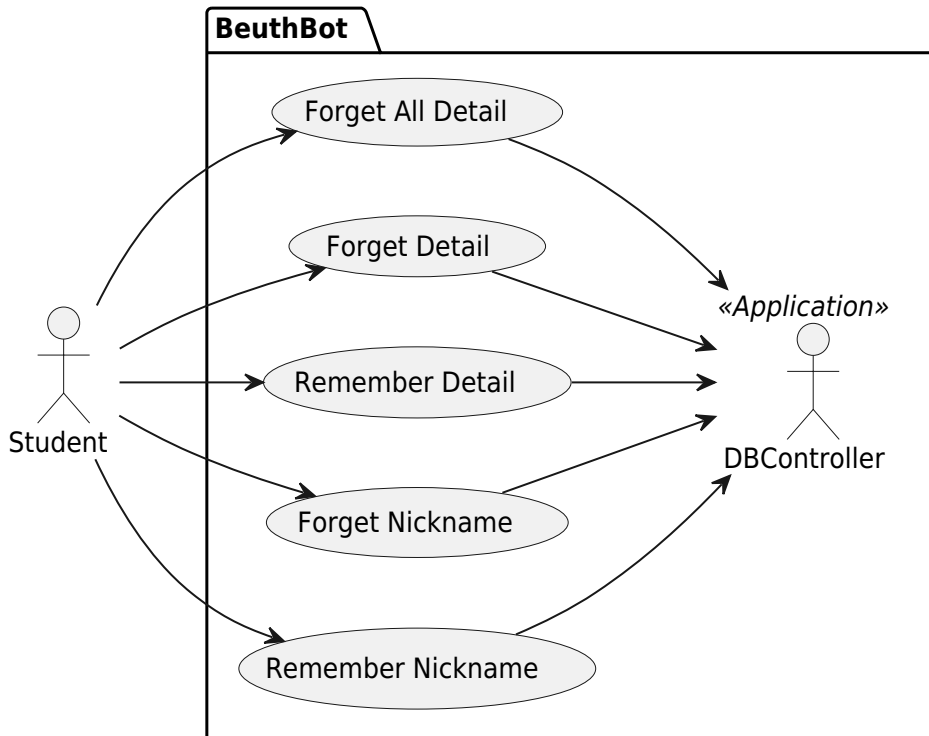 BeuthBot
Forget All Detail
Forget Detail
«Application»
Remember Detail
Student
DBController
Forget Nickname
Remember Nickname